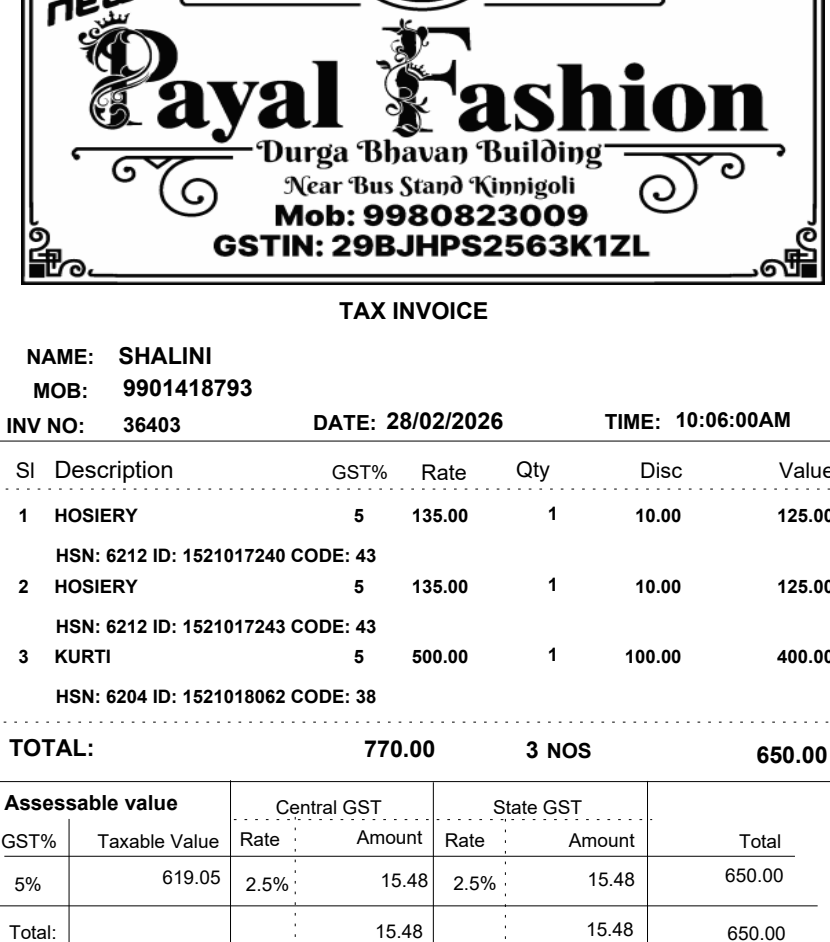 new
Payal Fashion
Durga Bhavan Building
Near Bus Stand Kinnigoli
Mob: 9980823009
GSTIN: 29BJHPS2563K1ZL
TAX INVOICE
NAME: SHALINI
MOB: 9901418793
INV NO: 36403 DATE: 28/02/2026 TIME: 10:06:00AM
Sl Description GST% Rate Qty Disc Value
1 HOSIERY 5 135.00 1 10.00 125.00
HSN: 6212 ID: 1521017240 CODE: 43
2 HOSIERY 5 135.00 1 10.00 125.00
HSN: 6212 ID: 1521017243 CODE: 43
3 KURTI 5 500.00 1 100.00 400.00
HSN: 6204 ID: 1521018062 CODE: 38
TOTAL: 770.00 3 NOS 650.00
Assessable value Central GST State GST
GST% Taxable Value Rate Amount Rate Amount Total
5% 619.05 2.5% 15.48 2.5% 15.48 650.00
Total: 15.48 15.48 650.00